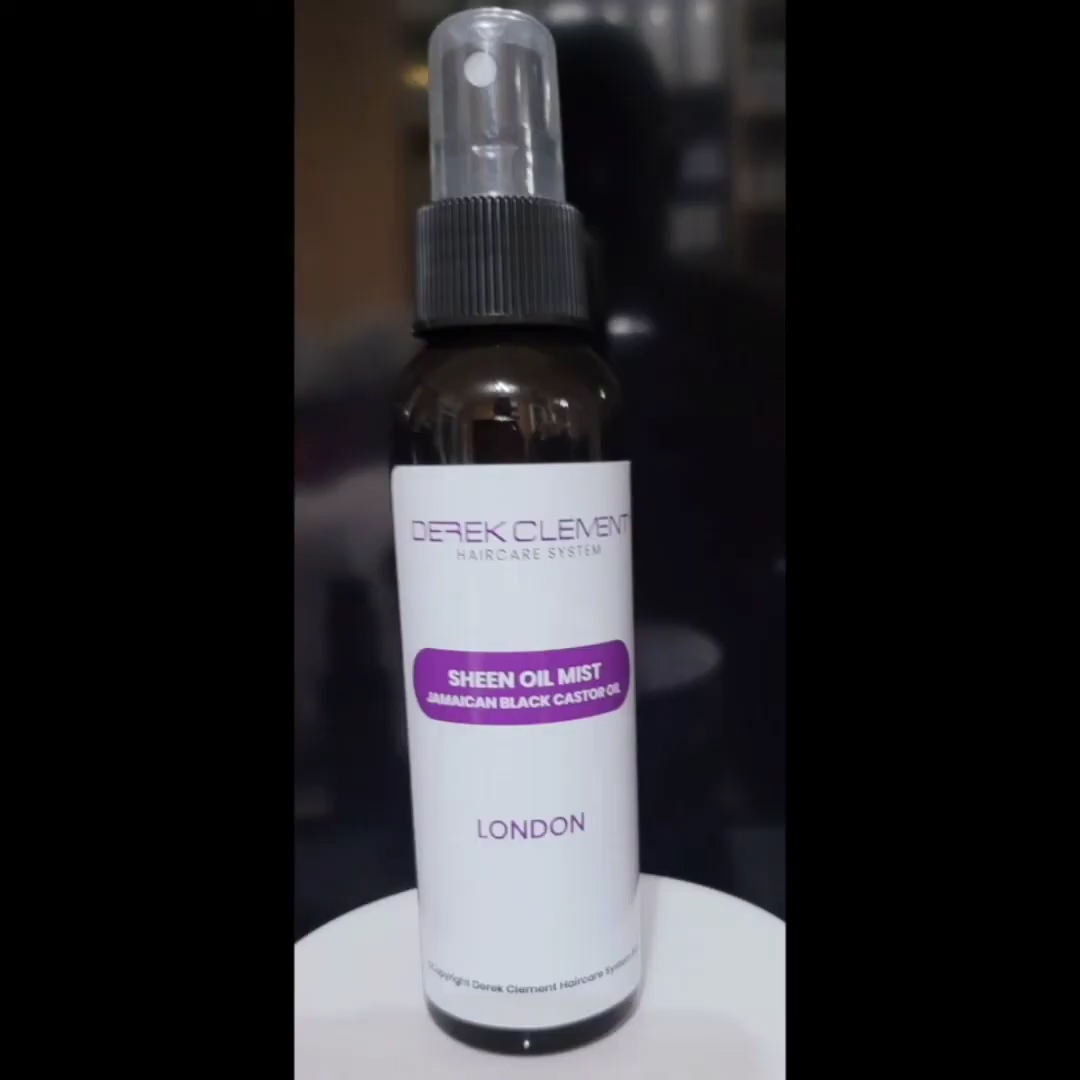 DEREK CLEMENT
HAIRCARE SYSTEM
SHEEN OIL MIST
JAMAICAN BLACK CASTOR OIL
LONDON
Copyright Derek Clement Haircare System